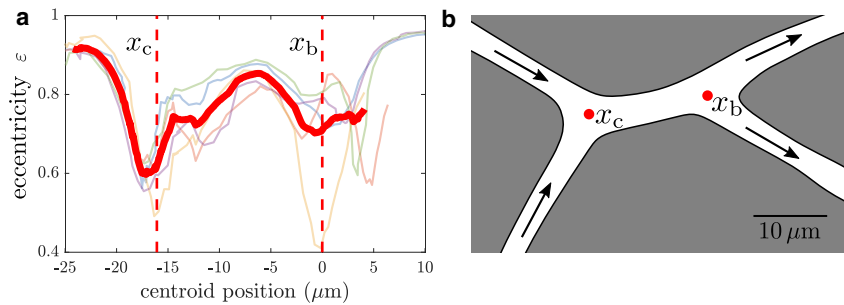 a
x_c
x_b
1
0.8
0.6
0.4
eccentricity ε
-25 -20 -15 -10 -5 0 5 10
centroid position (μm)
b
x_c
x_b
10 μm